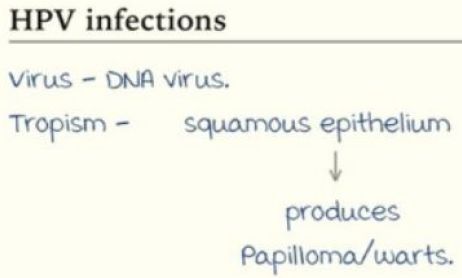 HPV infections
Virus - DNA virus.
Tropism - squamous epithelium
↓
produces
Papilloma/warts.